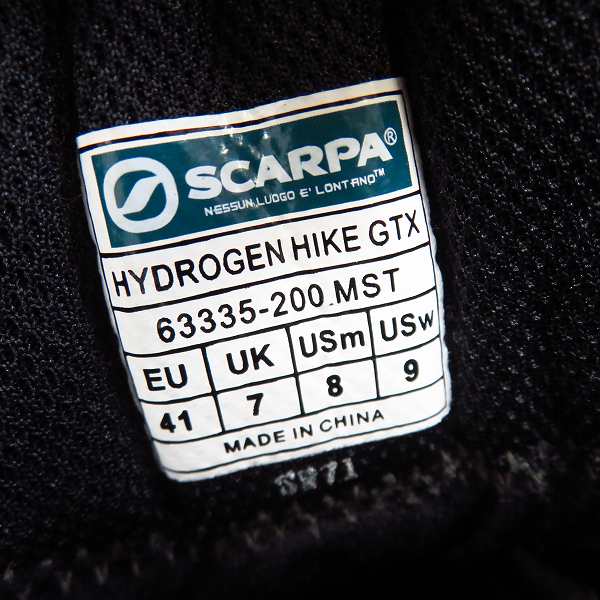 SCARPA®
NESSUN LUOGO E' LONTANO™
HYDROGEN HIKE GTX
63335-200 MST
EU UK USm USw
41 7 8 9
MADE IN CHINA